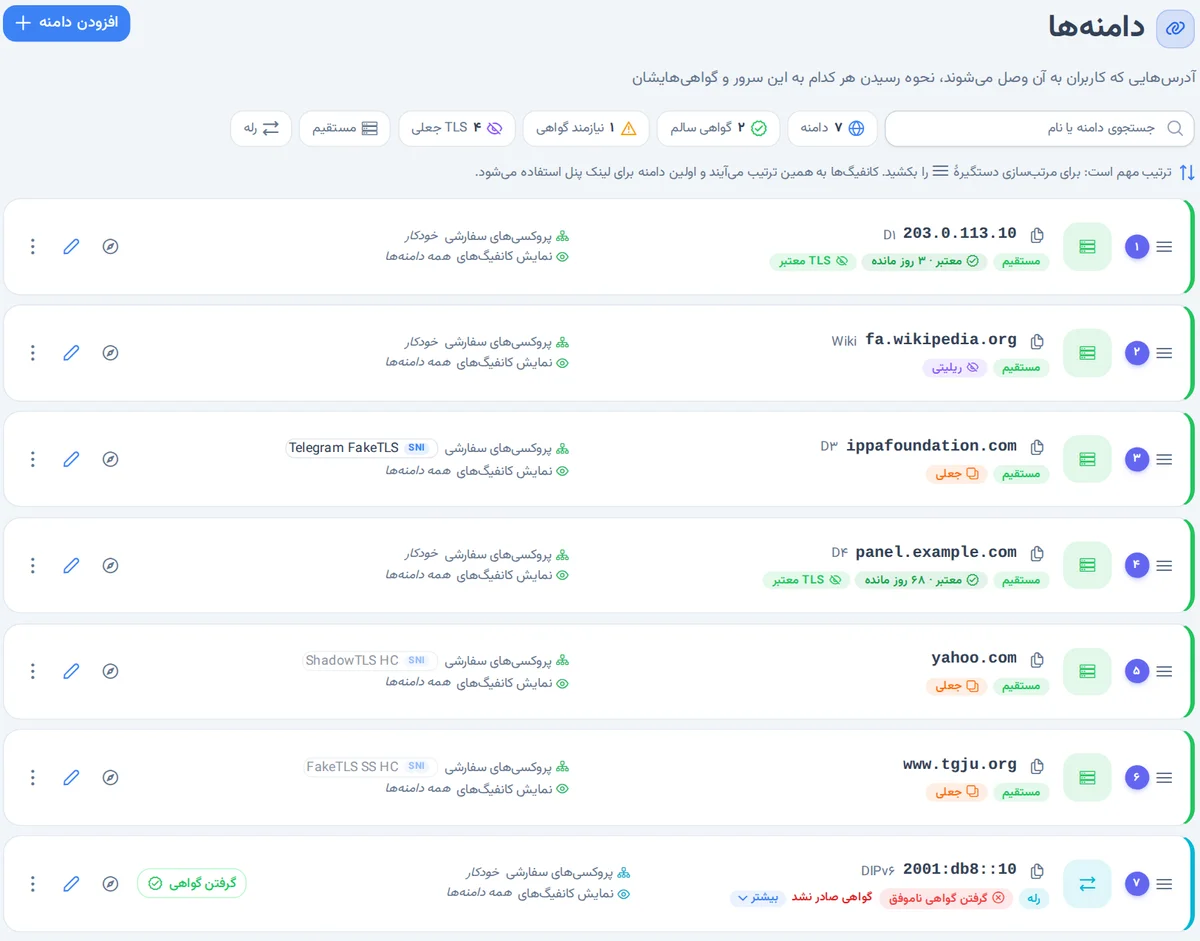 دامنه‌ها
افزودن دامنه
آدرس‌هایی که کاربران به آن وصل می‌شوند، نحوه رسیدن هر کدام به این سرور و گواهی‌هایشان
جستجوی دامنه یا نام
۷ دامنه
۲ گواهی سالم
۱ نیازمند گواهی
۴ TLS جعلی
مستقیم
رله
ترتیب مهم است: برای مرتب‌سازی دستگیرهٔ را بکشید. کانفیگ‌ها به همین ترتیب می‌آیند و اولین دامنه برای لینک پنل استفاده می‌شود.
۱
203.0.113.10 D۱
مستقیم معتبر · ۳ روز مانده TLS معتبر
پروکسی‌های سفارشی خودکار
نمایش کانفیگ‌های همه دامنه‌ها
۲
fa.wikipedia.org Wiki
مستقیم ریلیتی
پروکسی‌های سفارشی خودکار
نمایش کانفیگ‌های همه دامنه‌ها
۳
ippafoundation.com D۳
مستقیم جعلی
پروکسی‌های سفارشی SNI Telegram FakeTLS
نمایش کانفیگ‌های همه دامنه‌ها
۴
panel.example.com D۴
مستقیم معتبر · ۶۸ روز مانده TLS معتبر
پروکسی‌های سفارشی خودکار
نمایش کانفیگ‌های همه دامنه‌ها
۵
yahoo.com
مستقیم جعلی
پروکسی‌های سفارشی SNI ShadowTLS HC
نمایش کانفیگ‌های همه دامنه‌ها
۶
www.tgju.org
مستقیم جعلی
پروکسی‌های سفارشی SNI FakeTLS SS HC
نمایش کانفیگ‌های همه دامنه‌ها
۷
2001:db8::10 DIPv۶
رله گرفتن گواهی ناموفق گواهی صادر نشد بیشتر
پروکسی‌های سفارشی خودکار
نمایش کانفیگ‌های همه دامنه‌ها
گرفتن گواهی